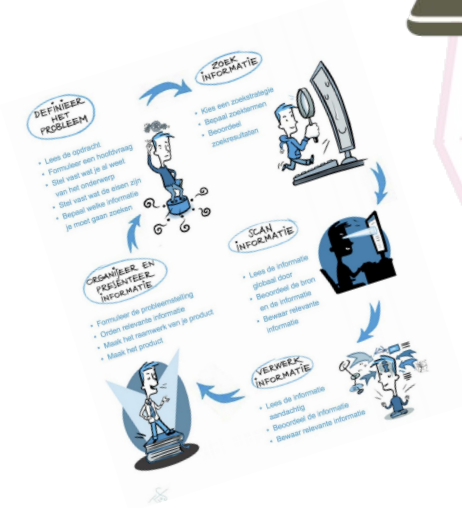 DEFINIEER
HET
PROBLEEM
• Lees de opdracht
• Formuleer een hoofdvraag
• Stel vast wat je al weet
van het onderwerp
• Stel vast wat de eisen zijn
• Bepaal welke informatie
je moet gaan zoeken
ZOEK
INFORMATIE
• Kies een zoekstrategie
• Bepaal zoektermen
• Beoordeel
zoekresultaten
SCAN
INFORMATIE
• Lees de informatie
globaal door
• Beoordeel de bron
en de informatie
• Bewaar relevante
informatie
VERWERK
INFORMATIE
• Lees de informatie
aandachtig
• Beoordeel de informatie
• Bewaar relevante informatie
ORGANISEER EN
PRESENTEER
INFORMATIE
• Formuleer de probleemstelling
• Orden relevante informatie
• Maak het raamwerk van je product
• Maak het product